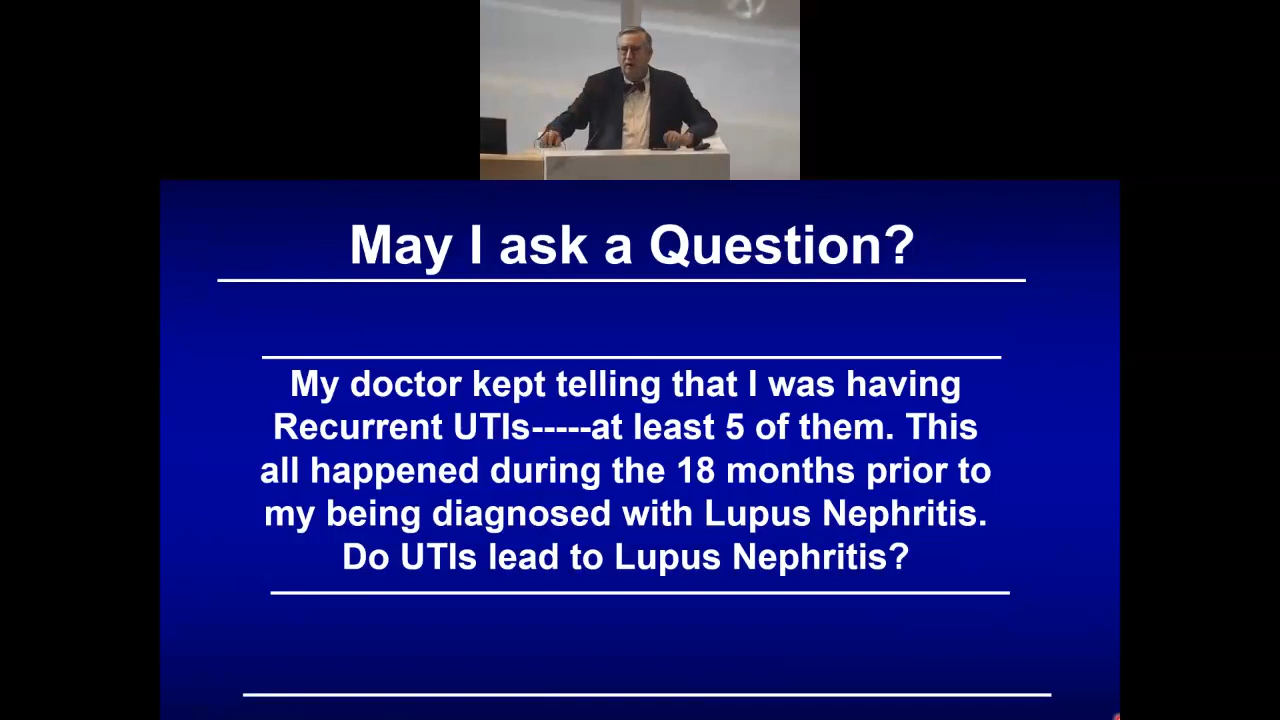 May I ask a Question?
My doctor kept telling that I was having
Recurrent UTIs-----at least 5 of them. This
all happened during the 18 months prior to
my being diagnosed with Lupus Nephritis.
Do UTIs lead to Lupus Nephritis?